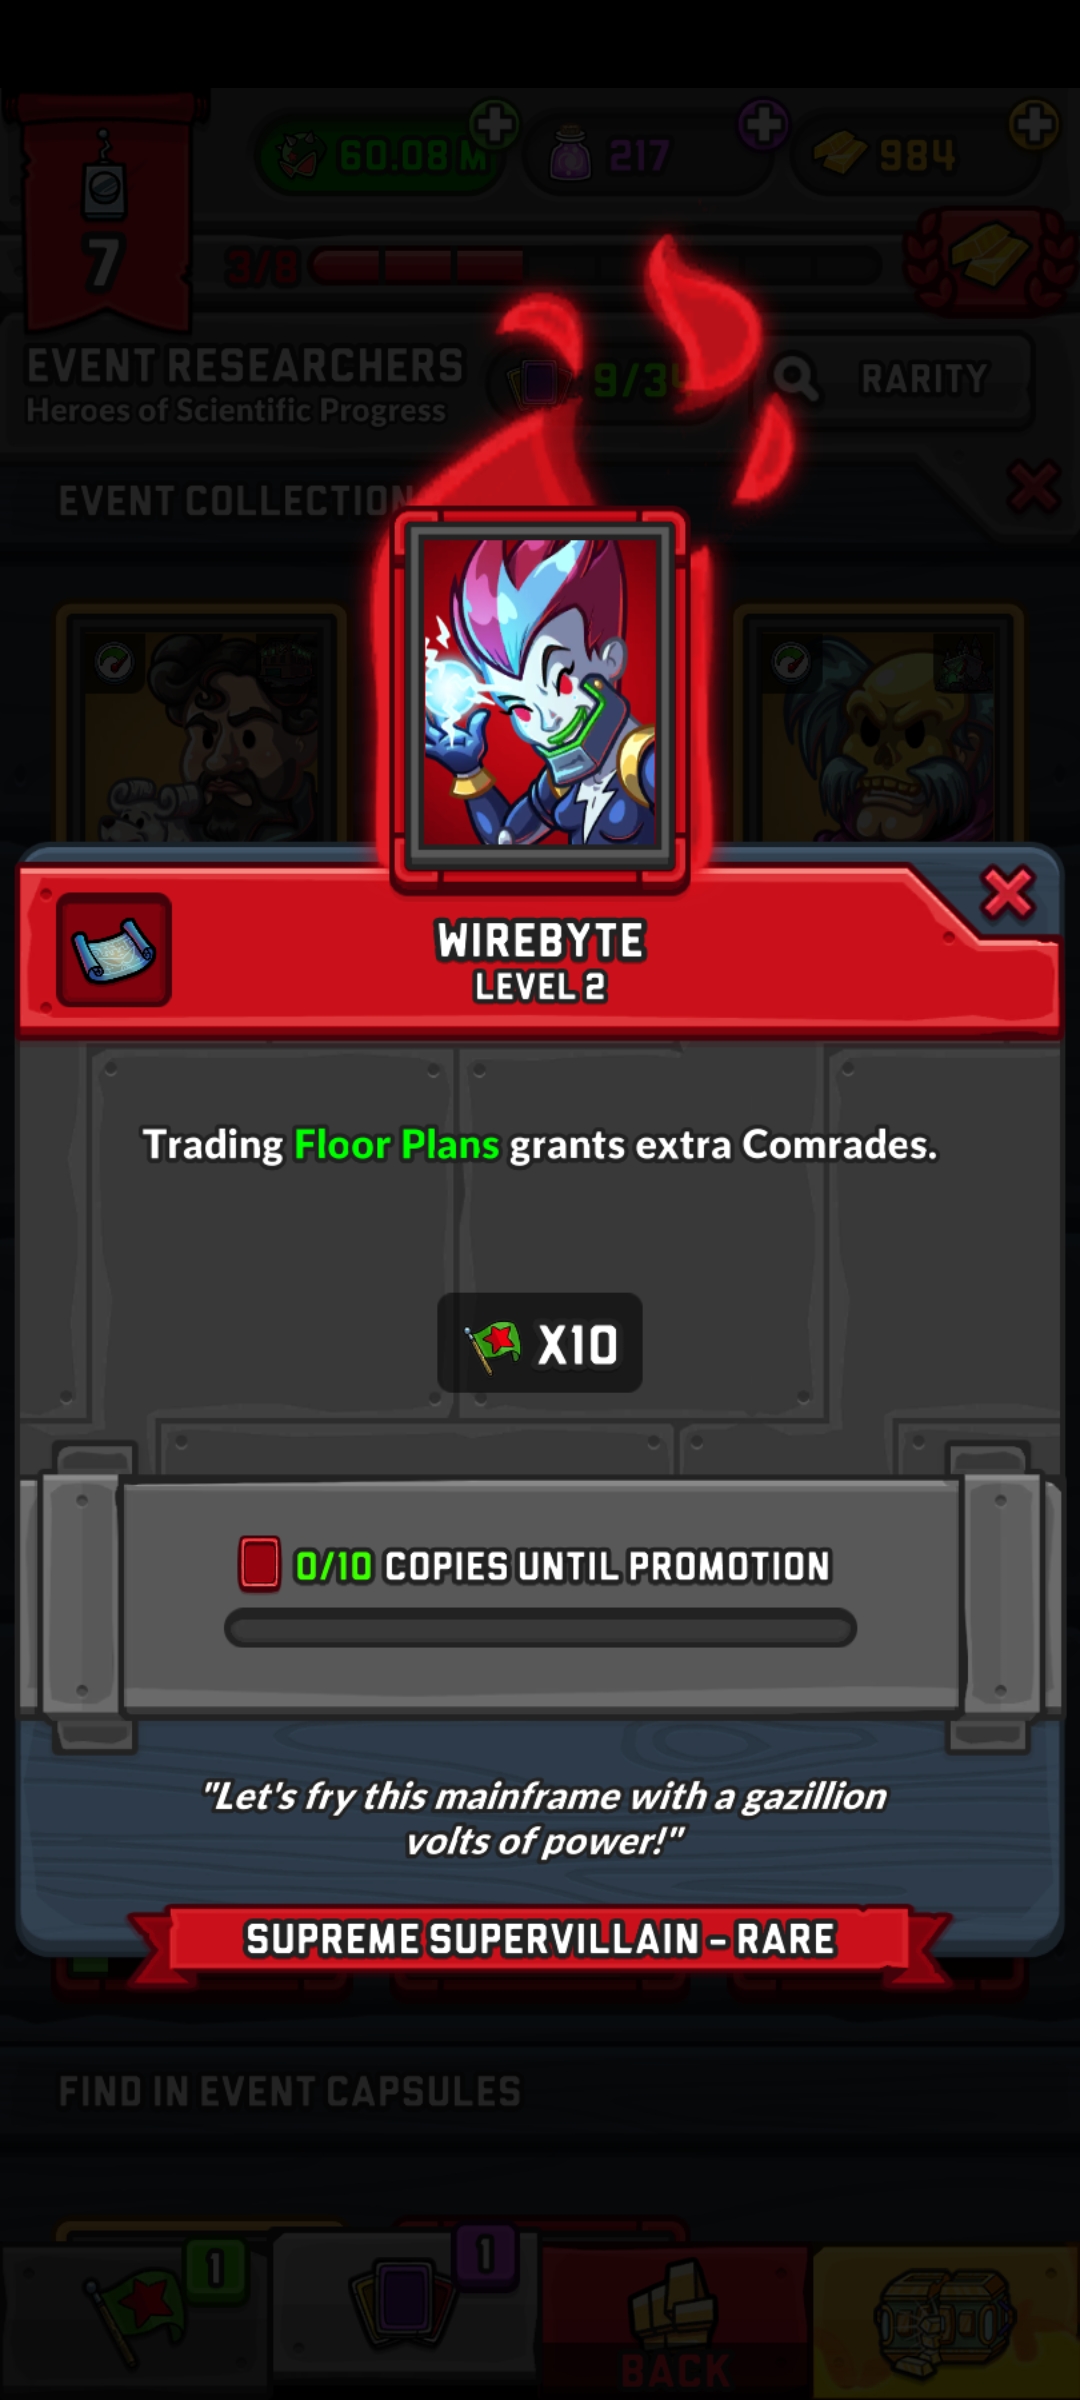 60.08 M
217
984
7
3/8
EVENT RESEARCHERS
Heroes of Scientific Progress
RARITY
EVENT COLLECTION
WIREBYTE
LEVEL 2
Trading Floor Plans grants extra Comrades.
X10
0/10 COPIES UNTIL PROMOTION
"Let's fry this mainframe with a gazillion
volts of power!"
SUPREME SUPERVILLAIN - RARE
FIND IN EVENT CAPSULES
1
1
BACK